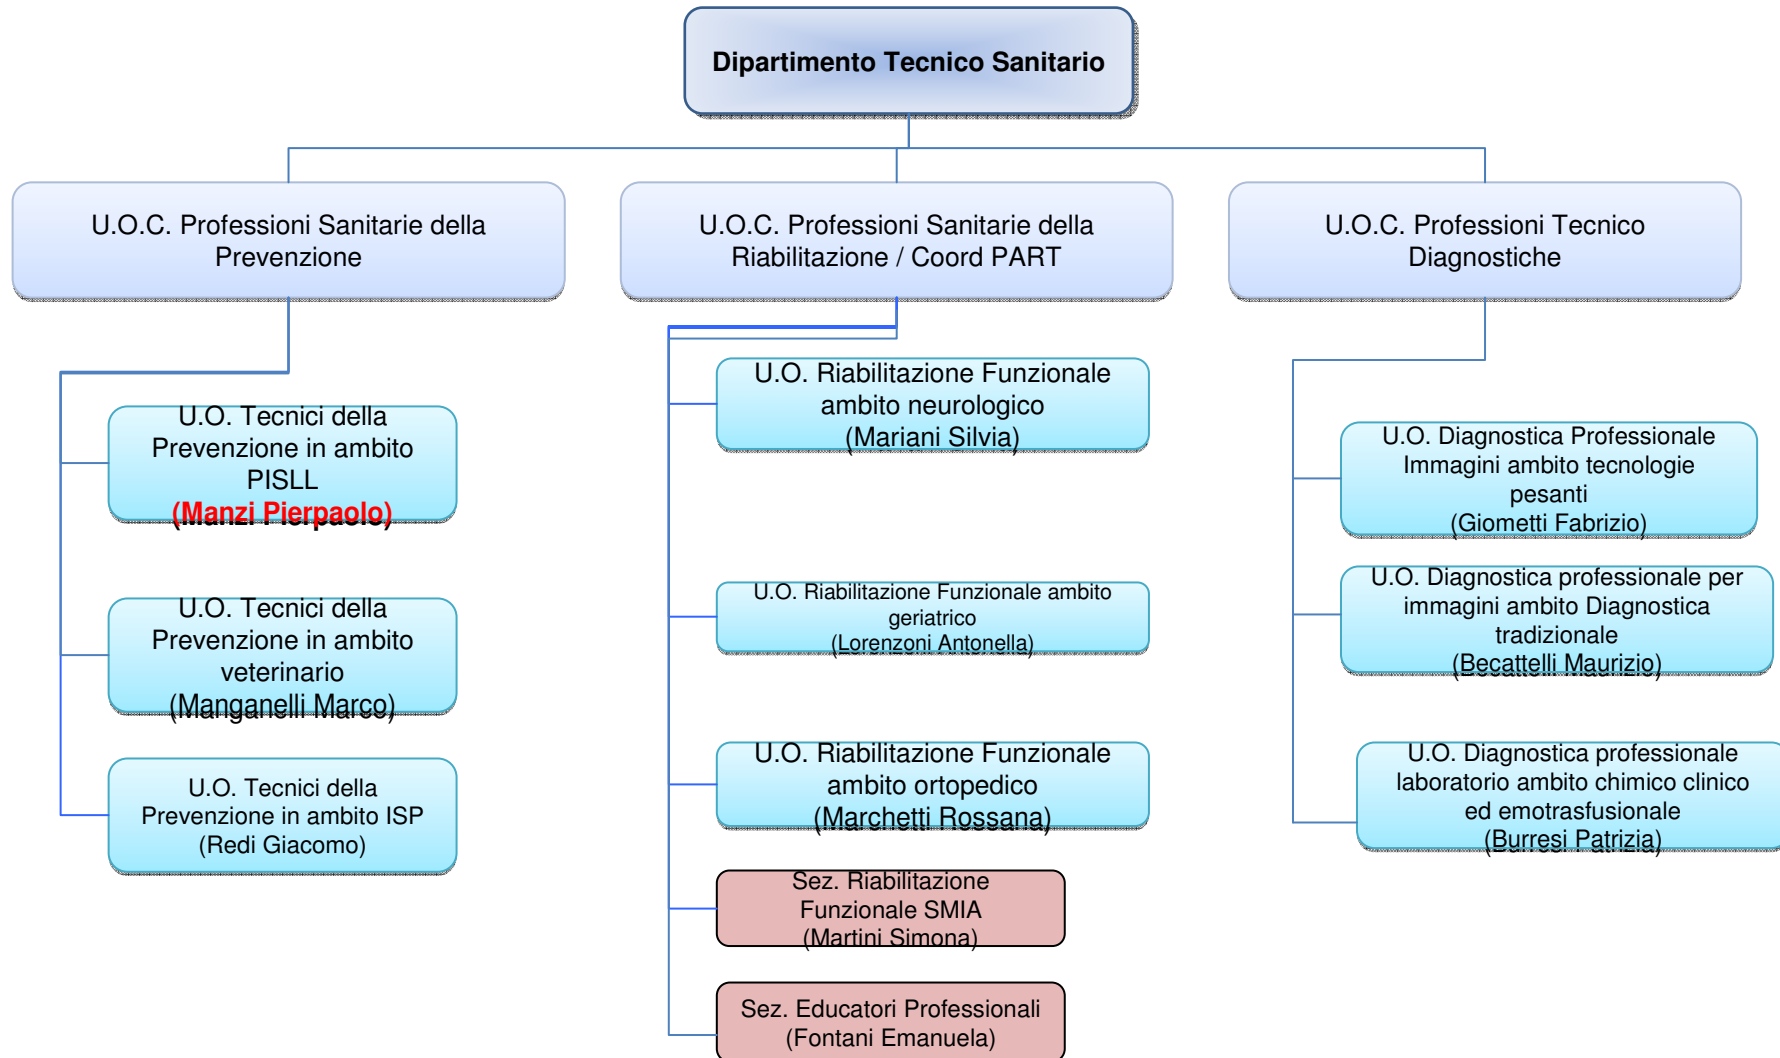 Dipartimento Tecnico Sanitario
U.O.C. Professioni Sanitarie della
Prevenzione
U.O. Tecnici della
Prevenzione in ambito
PISLL
(Manzi Pierpaolo)
U.O. Tecnici della
Prevenzione in ambito
veterinario
(Manganelli Marco)
U.O. Tecnici della
Prevenzione in ambito ISP
(Redi Giacomo)
U.O.C. Professioni Sanitarie della
Riabilitazione / Coord PART
U.O. Riabilitazione Funzionale
ambito neurologico
(Mariani Silvia)
U.O. Riabilitazione Funzionale ambito
geriatrico
(Lorenzoni Antonella)
U.O. Riabilitazione Funzionale
ambito ortopedico
(Marchetti Rossana)
Sez. Riabilitazione
Funzionale SMIA
(Martini Simona)
Sez. Educatori Professionali
(Fontani Emanuela)
U.O.C. Professioni Tecnico
Diagnostiche
U.O. Diagnostica Professionale
Immagini ambito tecnologie
pesanti
(Giometti Fabrizio)
U.O. Diagnostica professionale per
immagini ambito Diagnostica
tradizionale
(Becattelli Maurizio)
U.O. Diagnostica professionale
laboratorio ambito chimico clinico
ed emotrasfusionale
(Burresi Patrizia)